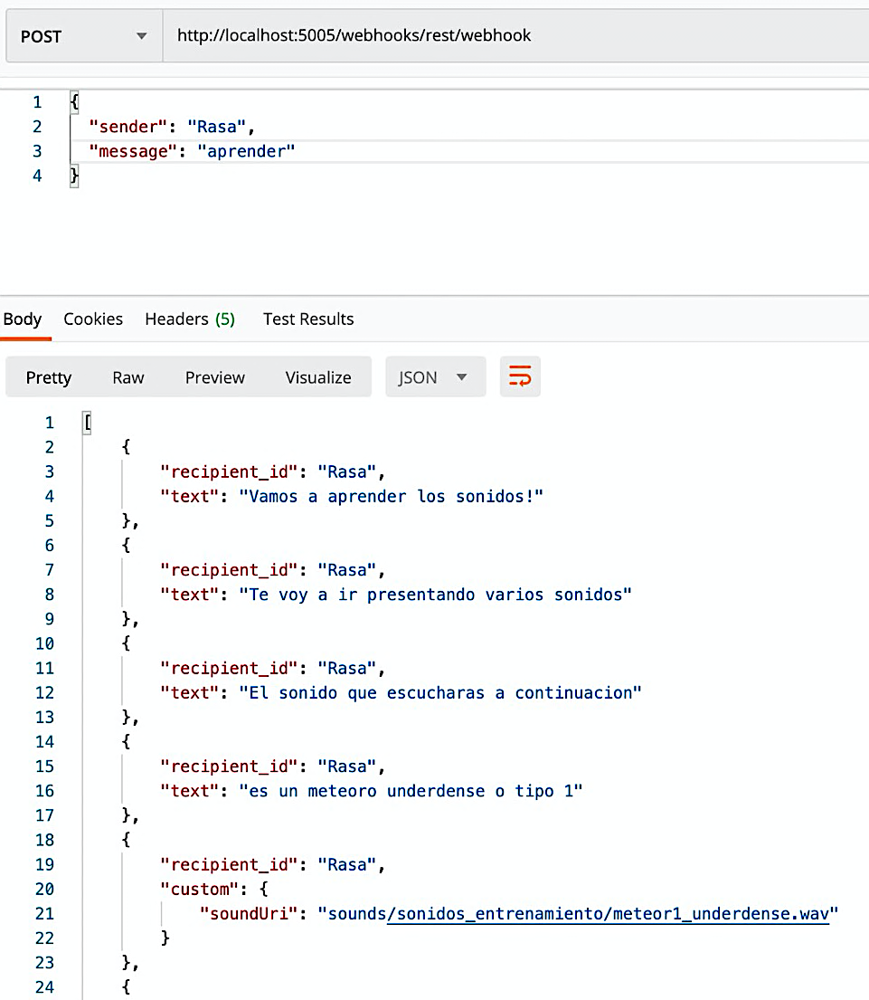 POST http://localhost:5005/webhooks/rest/webhook
1 {
2 "sender": "Rasa",
3 "message": "aprender"
4 }
Body Cookies Headers (5) Test Results
Pretty Raw Preview Visualize JSON
1 [
2 {
3 "recipient_id": "Rasa",
4 "text": "Vamos a aprender los sonidos!"
5 },
6 {
7 "recipient_id": "Rasa",
8 "text": "Te voy a ir presentando varios sonidos"
9 },
10 {
11 "recipient_id": "Rasa",
12 "text": "El sonido que escucharas a continuacion"
13 },
14 {
15 "recipient_id": "Rasa",
16 "text": "es un meteoro underdense o tipo 1"
17 },
18 {
19 "recipient_id": "Rasa",
20 "custom": {
21 "soundUri": "sounds/sonidos_entrenamiento/meteor1_underdense.wav"
22 }
23 },
24 {